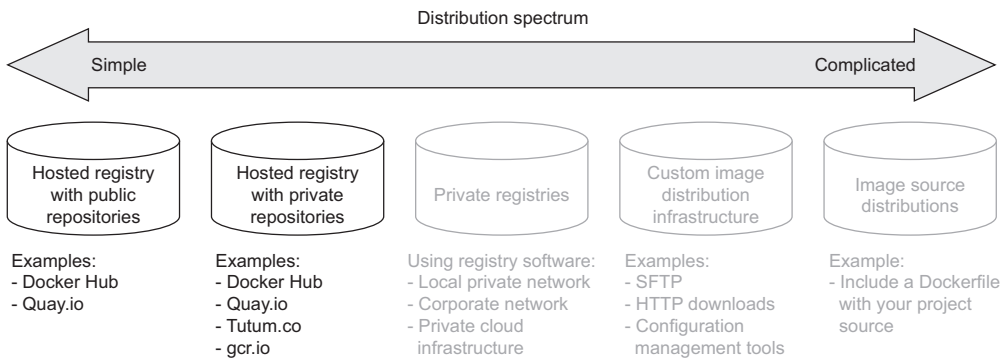 Distribution spectrum
Simple
Complicated
Hosted registry
with public
repositories
Hosted registry
with private
repositories
Private registries
Custom image
distribution
infrastructure
Image source
distributions
Examples:
- Docker Hub
- Quay.io
Examples:
- Docker Hub
- Quay.io
- Tutum.co
- gcr.io
Using registry software:
- Local private network
- Corporate network
- Private cloud
infrastructure
Examples:
- SFTP
- HTTP downloads
- Configuration
management tools
Example:
- Include a Dockerfile
with your project
source